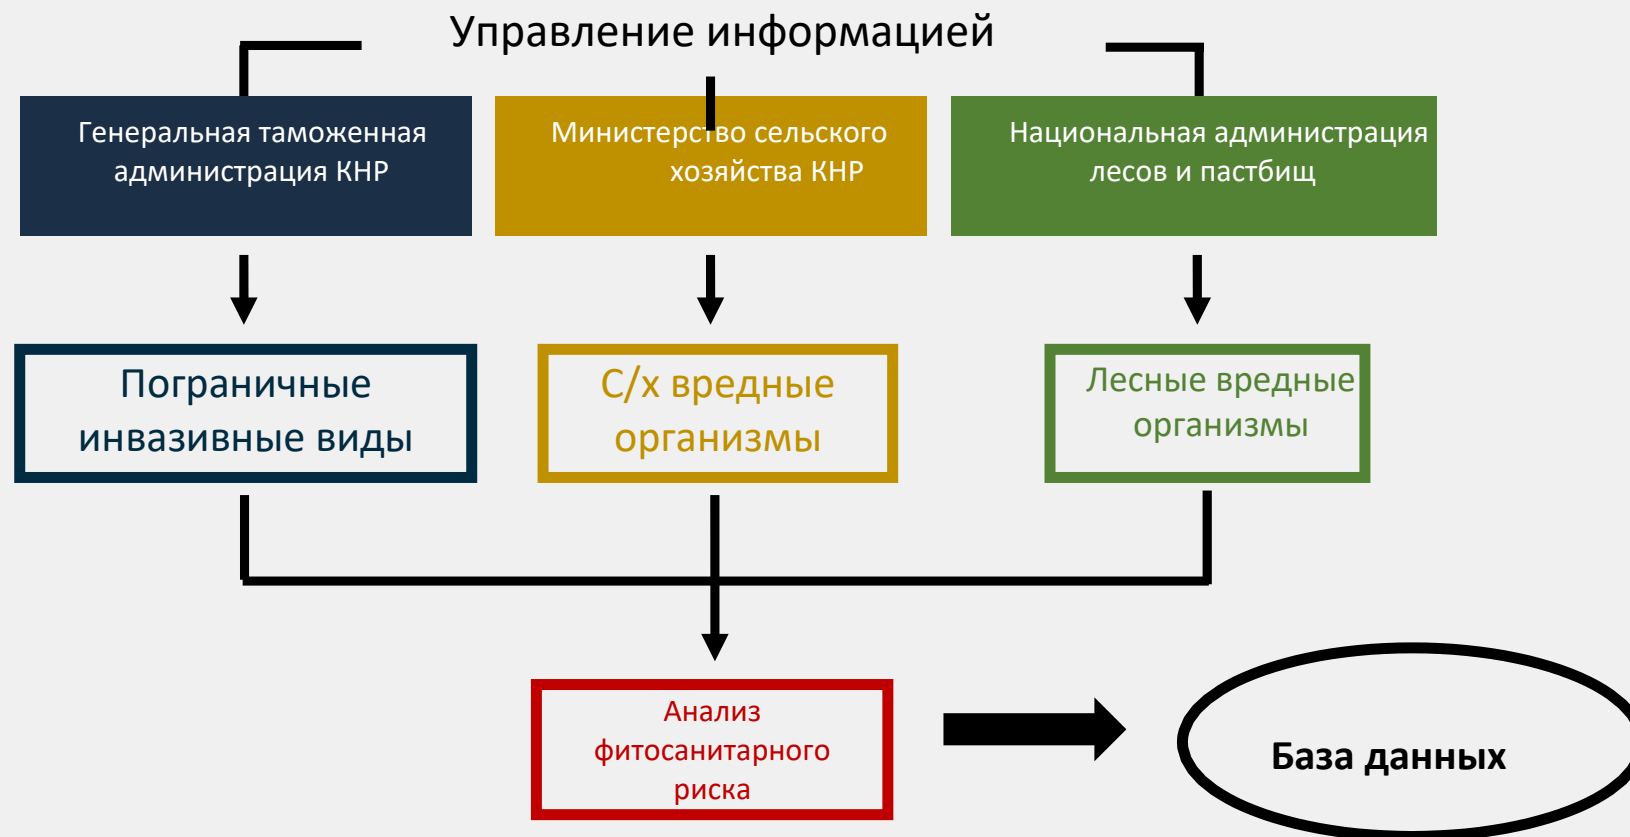 Управление информацией
Генеральная таможенная
администрация КНР
Министерство сельского
хозяйства КНР
Национальная администрация
лесов и пастбищ
Пограничные
инвазивные виды
С/х вредные
организмы
Лесные вредные
организмы
Анализ
фитосанитарного
риска
База данных